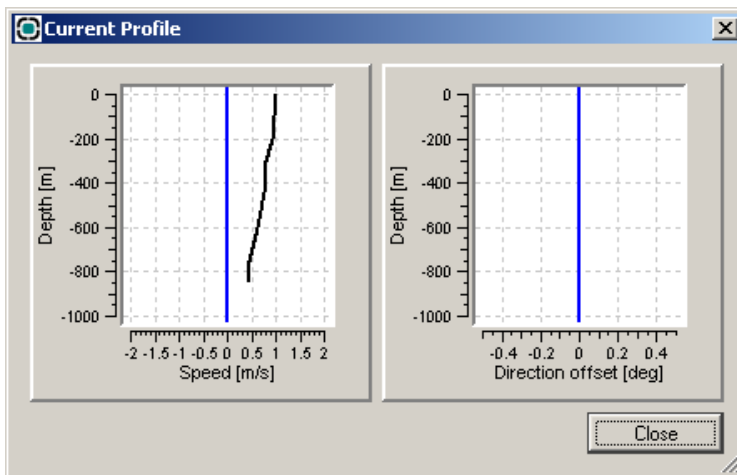 Current Profile
Depth [m]
0
-200
-400
-600
-800
-1000
-2 -1.5 -1 -0.5 0 0.5 1 1.5 2
Speed [m/s]
Depth [m]
0
-200
-400
-600
-800
-1000
-0.4 -0.2 0 0.2 0.4
Direction offset [deg]
Close